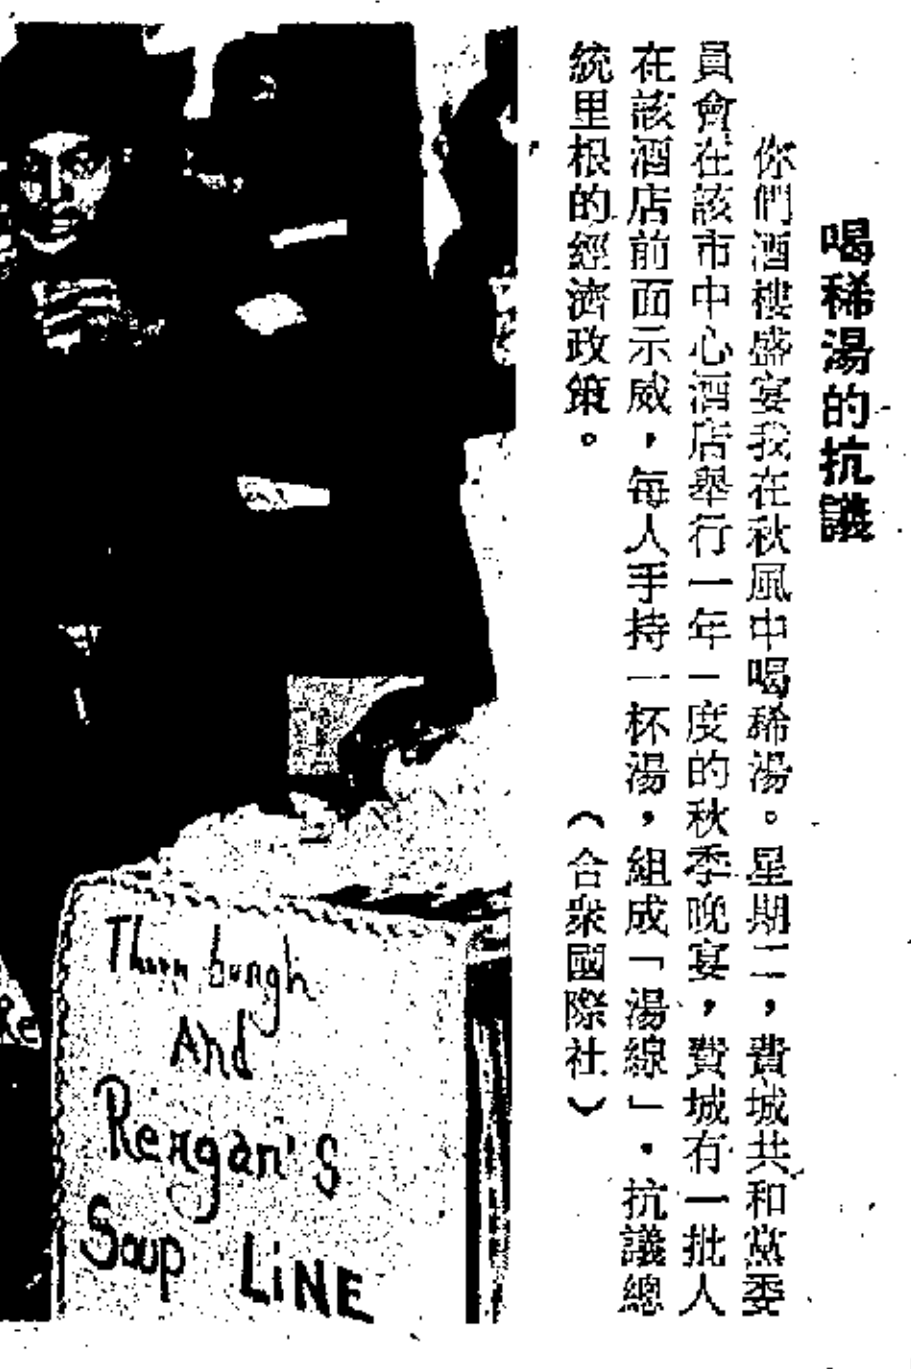 喝稀湯的抗議
你們酒樓盛宴我在秋風中喝稀湯。星期二，費城共和黨委
員會在該市中心酒店舉行一年一度的秋季晚宴，費城有一批人
在該酒店前面示威，每人手持一杯湯，組成「湯線」．抗議總
統里根的經濟政策。
（合衆國際社）
Thornburgh
And
Reagan's
Soup LiNE